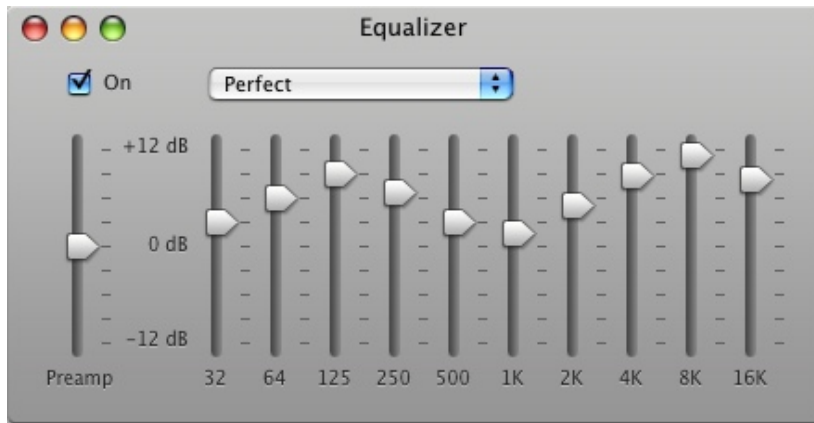 Equalizer
On
Perfect
+12 dB
0 dB
-12 dB
Preamp 32 64 125 250 500 1K 2K 4K 8K 16K